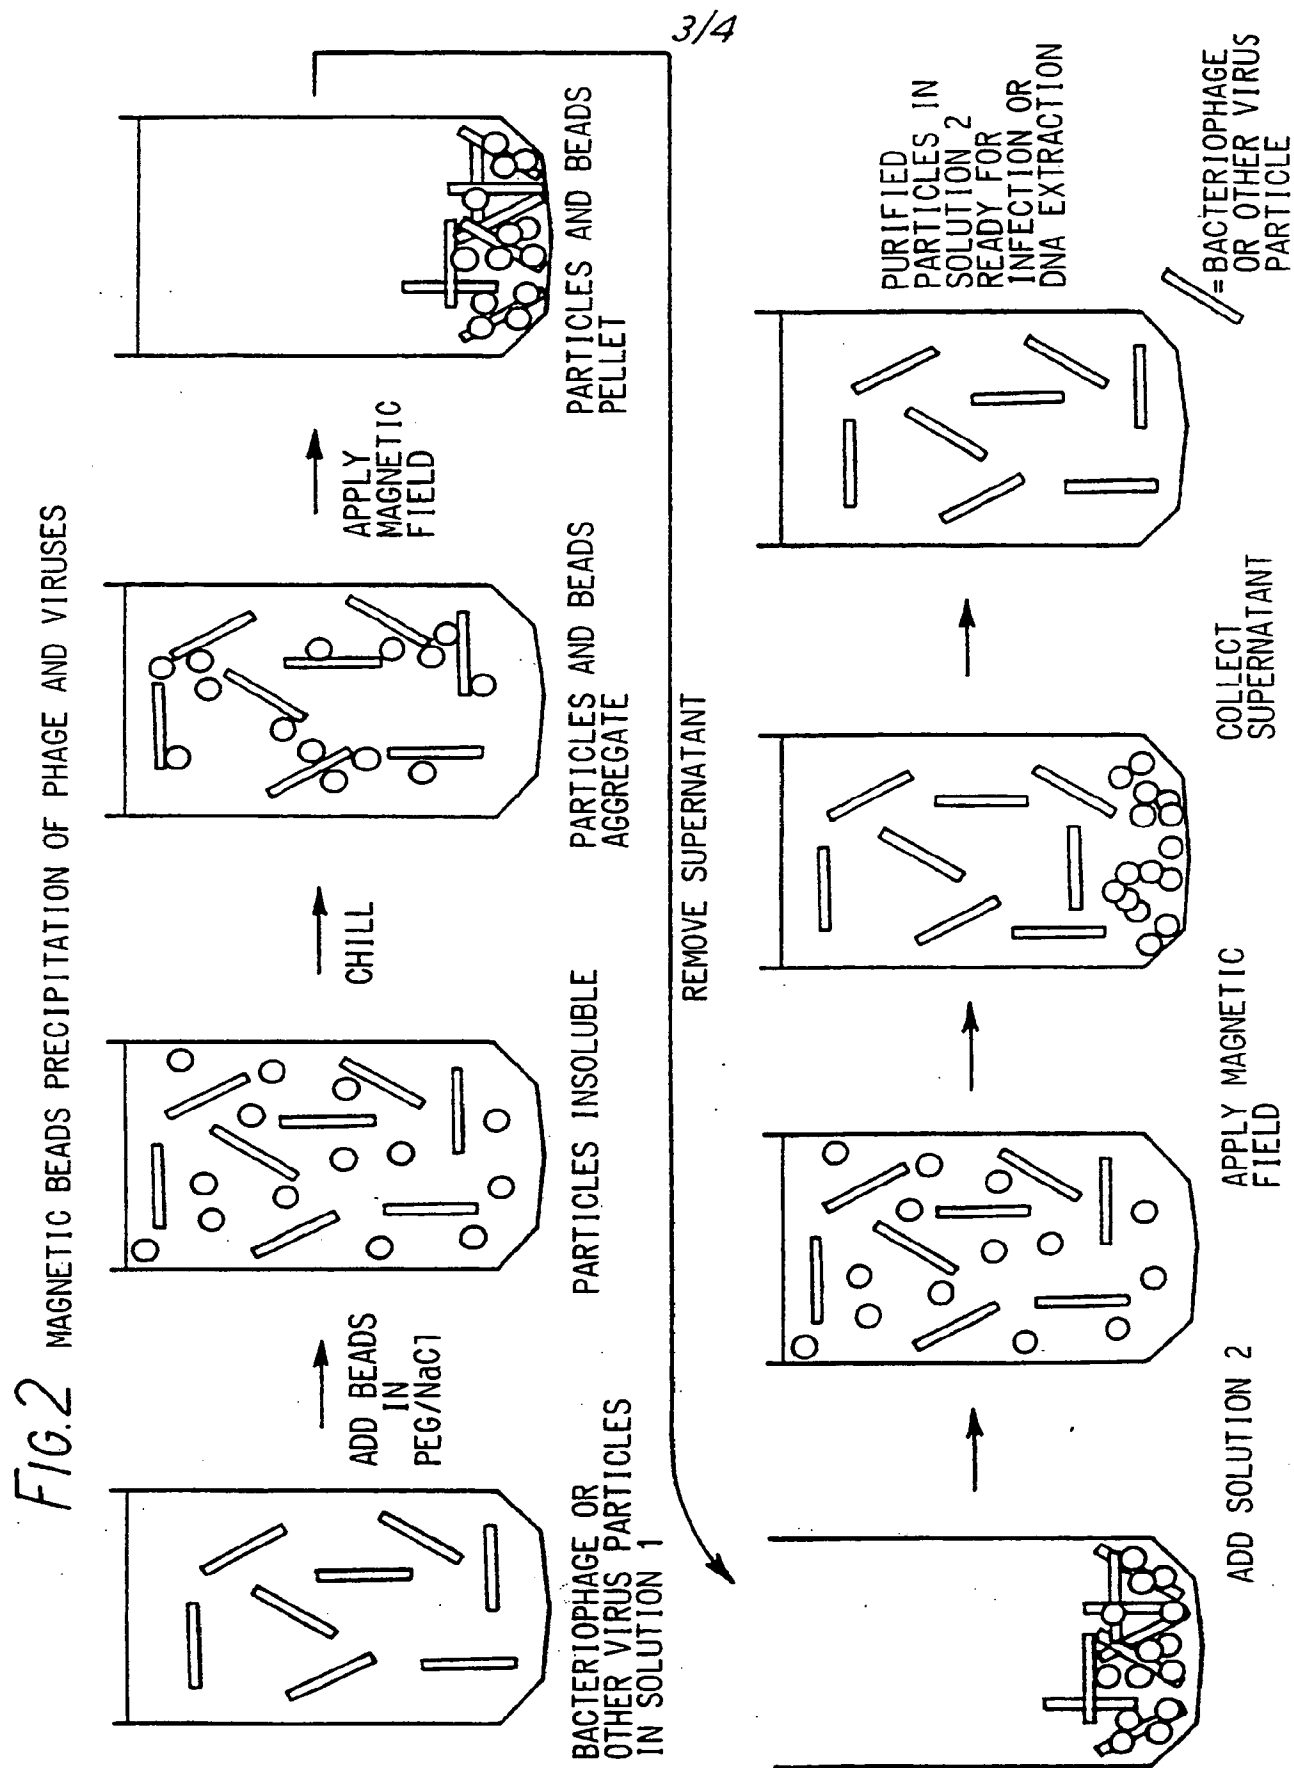 3/4
FIG.2
MAGNETIC BEADS PRECIPITATION OF PHAGE AND VIRUSES
BACTERIOPHAGE OR
OTHER VIRUS PARTICLES
IN SOLUTION 1
ADD BEADS
IN
PEG/NaCl
PARTICLES INSOLUBLE
CHILL
PARTICLES AND BEADS
AGGREGATE
APPLY
MAGNETIC
FIELD
PARTICLES AND BEADS
PELLET
REMOVE SUPERNATANT
ADD SOLUTION 2
APPLY MAGNETIC
FIELD
COLLECT
SUPERNATANT
PURIFIED
PARTICLES IN
SOLUTION 2
READY FOR
INFECTION OR
DNA EXTRACTION
=BACTERIOPHAGE
OR OTHER VIRUS
PARTICLE